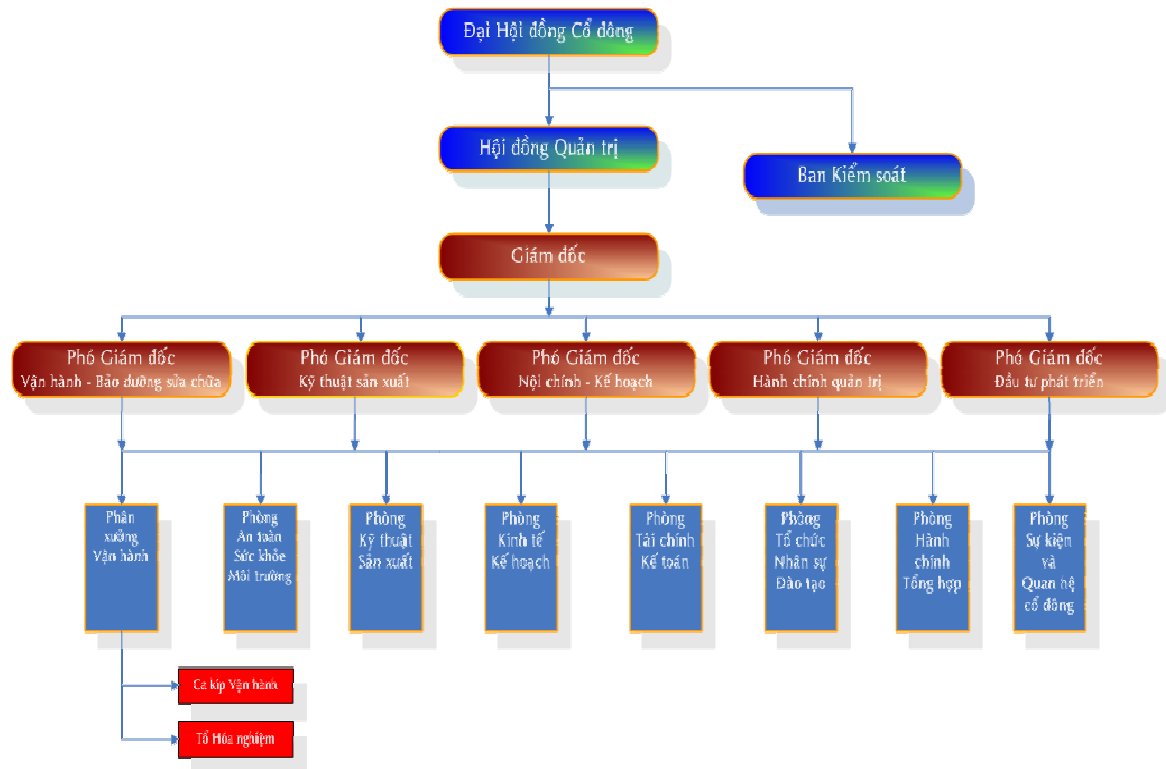 Đại Hội đồng Cổ đông
Hội đồng Quản trị
Ban Kiểm soát
Giám đốc
Phó Giám đốc
Vận hành - Bảo dưỡng sửa chữa
Phó Giám đốc
Kỹ thuật sản xuất
Phó Giám đốc
Nội chính - Kế hoạch
Phó Giám đốc
Hành chính quản trị
Phó Giám đốc
Đầu tư phát triển
Phân
xưởng
Vận hành
Phòng
An toàn
Sức khỏe
Môi trường
Phòng
Kỹ thuật
Sản xuất
Phòng
Kinh tế
Kế hoạch
Phòng
Tài chính
Kế toán
Phòng
Tổ chức
Nhân sự
Đào tạo
Phòng
Hành
chính
Tổng hợp
Phòng
Sự kiện
và
Quan hệ
cổ đông
Ca kíp Vận hành
Tổ Hóa nghiệm